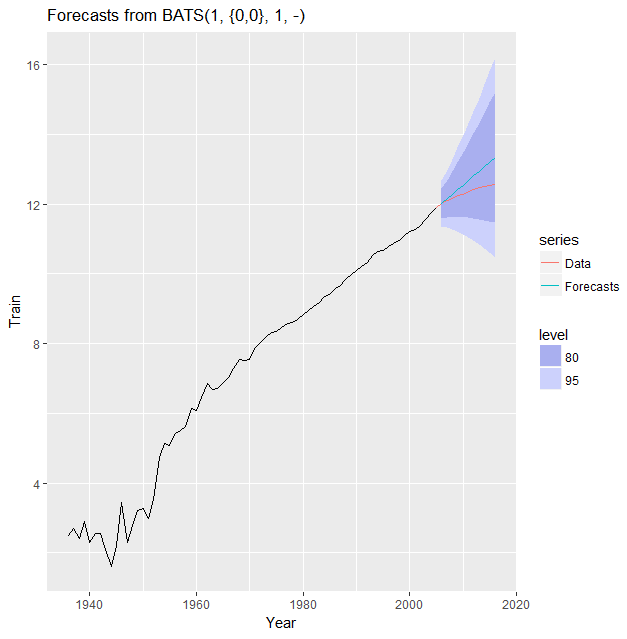 Forecasts from BATS(1, {0,0}, 1, -)
16
12
8
4
Train
1940
1960
1980
2000
2020
Year
series
Data
Forecasts
level
80
95